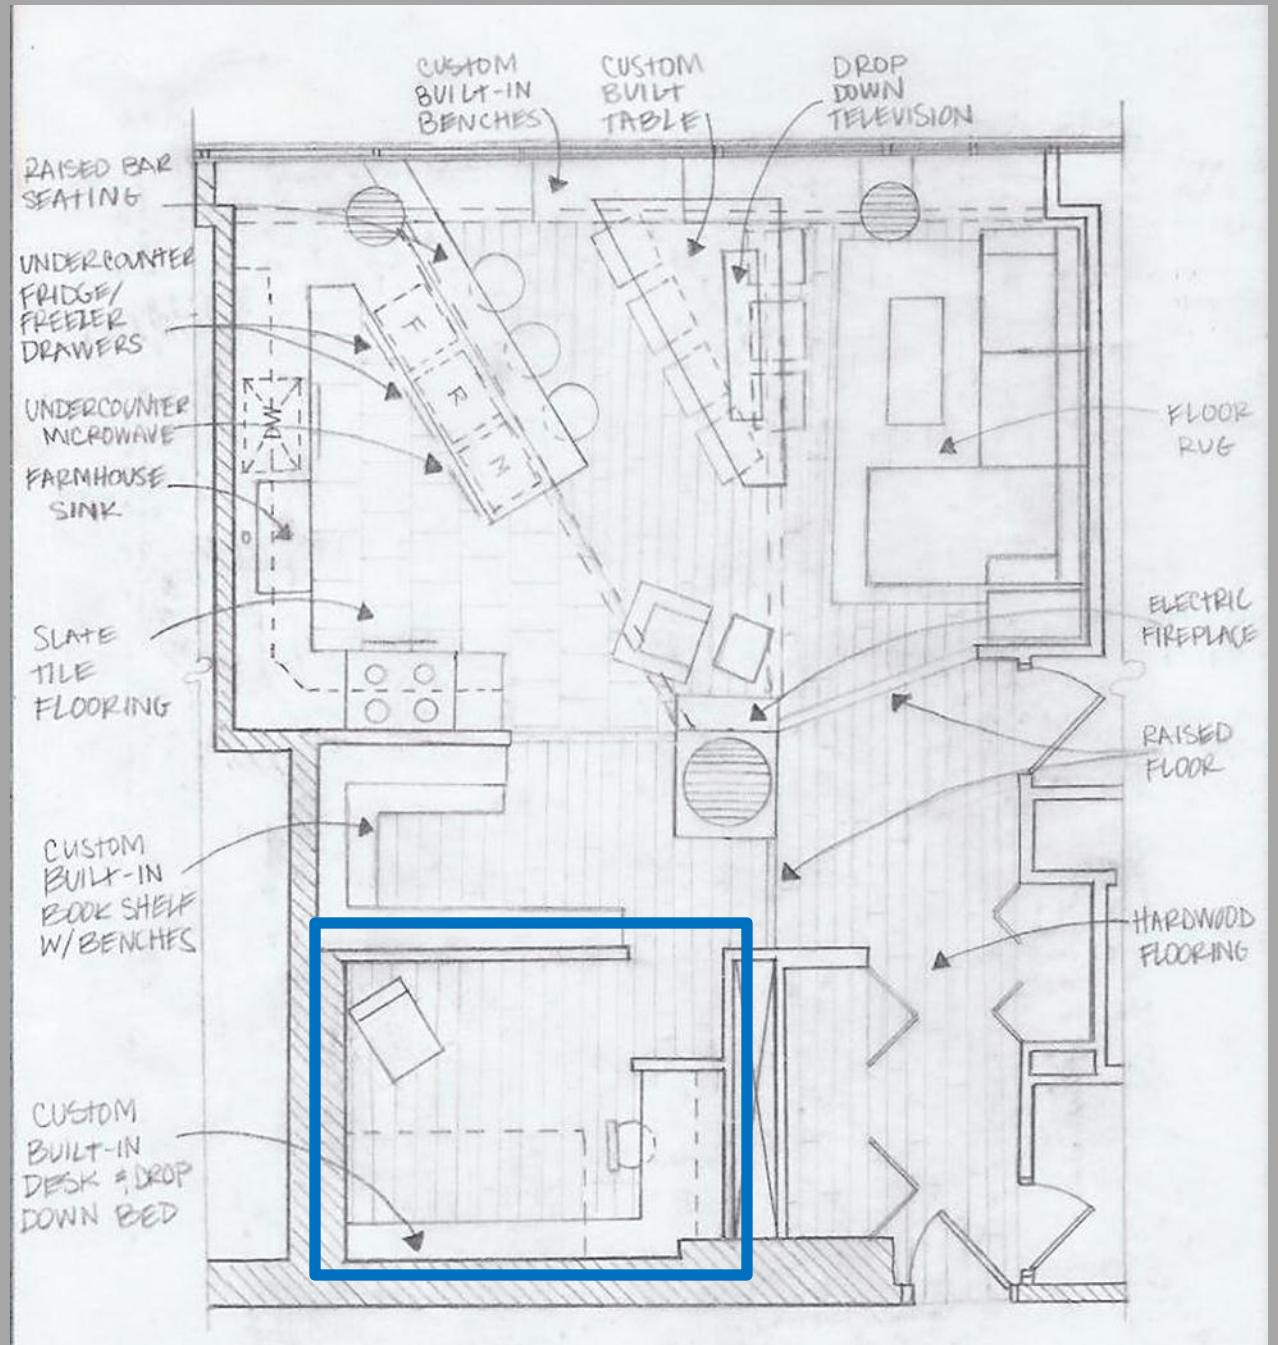 CUSTOM
BUILT-IN
BENCHES
CUSTOM
BUILT
TABLE
DROP
DOWN
TELEVISION
RAISED BAR
SEATING
UNDERCOUNTER
FRIDGE/
FREEZER
DRAWERS
UNDERCOUNTER
MICROWAVE
FARMHOUSE
SINK
SLATE
TILE
FLOORING
CUSTOM
BUILT-IN
BOOK SHELF
W/BENCHES
CUSTOM
BUILT-IN
DESK & DROP
DOWN BED
F
R
M
DW
FLOOR
RUG
ELECTRIC
FIREPLACE
RAISED
FLOOR
HARDWOOD
FLOORING